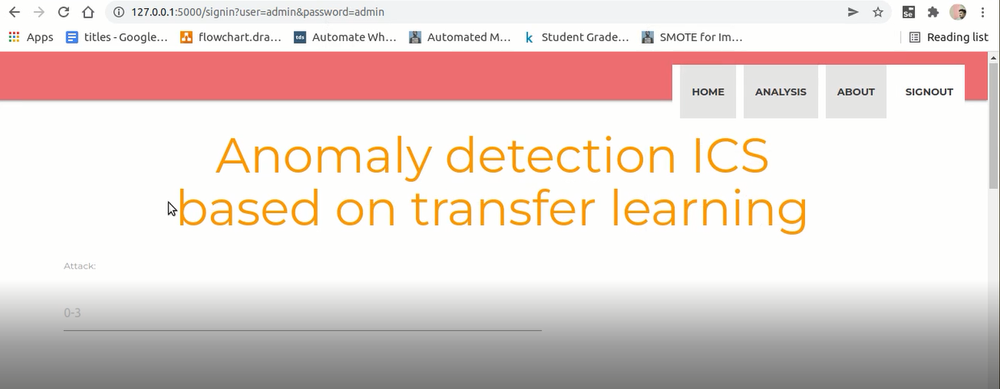 127.0.0.1:5000/signin?user=admin&password=admin
Apps titles - Google... flowchart.dra... Automate Wh... Automated M... Student Grade... SMOTE for Im... Reading list
HOME ANALYSIS ABOUT SIGNOUT
Anomaly detection ICS
based on transfer learning
Attack:
0-3